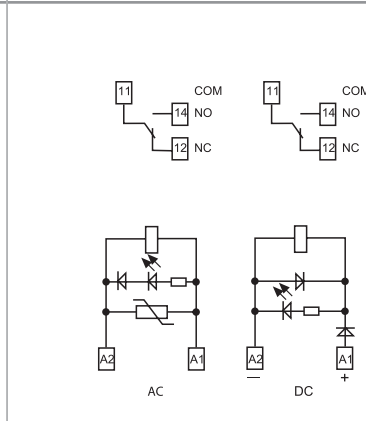 11 COM 11 COM
14 NO 14 NO
12 NC 12 NC
A2 A1 A2 A1
— +
AC DC